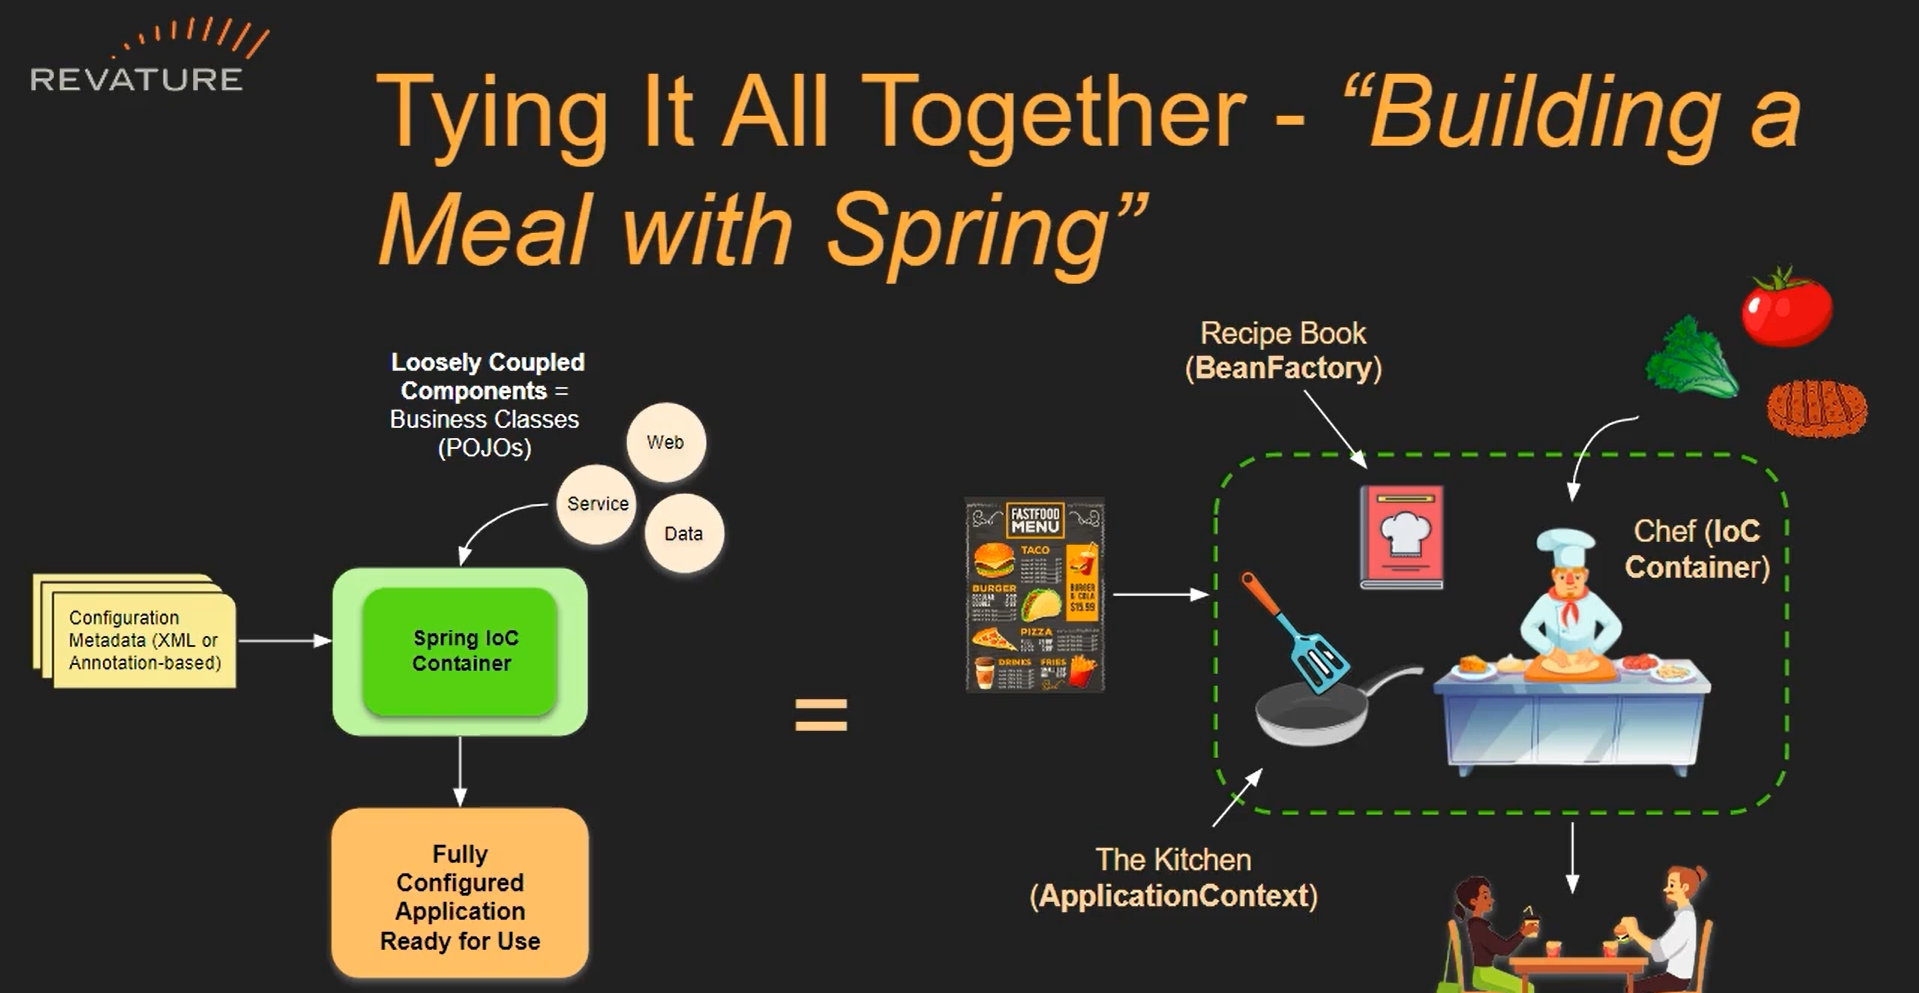 REVATURE
Tying It All Together - “Building a
Meal with Spring”
Loosely Coupled
Components =
Business Classes
(POJOs)
Web
Service
Data
Configuration
Metadata (XML or
Annotation-based)
Spring IoC
Container
Fully
Configured
Application
Ready for Use
=
Recipe Book
(BeanFactory)
FASTFOOD
MENU
TACO
BURGER
BURGER
& COLA
$15.99
PIZZA
DRINKS
FRIES
Chef (IoC
Container)
The Kitchen
(ApplicationContext)